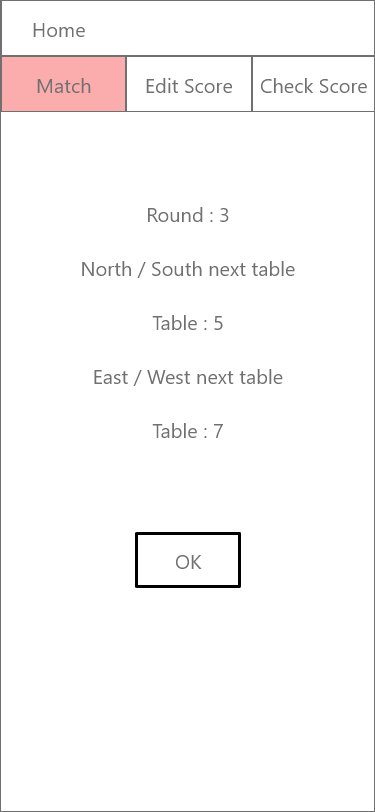 Home
Match Edit Score Check Score
Round : 3
North / South next table
Table : 5
East / West next table
Table : 7
OK